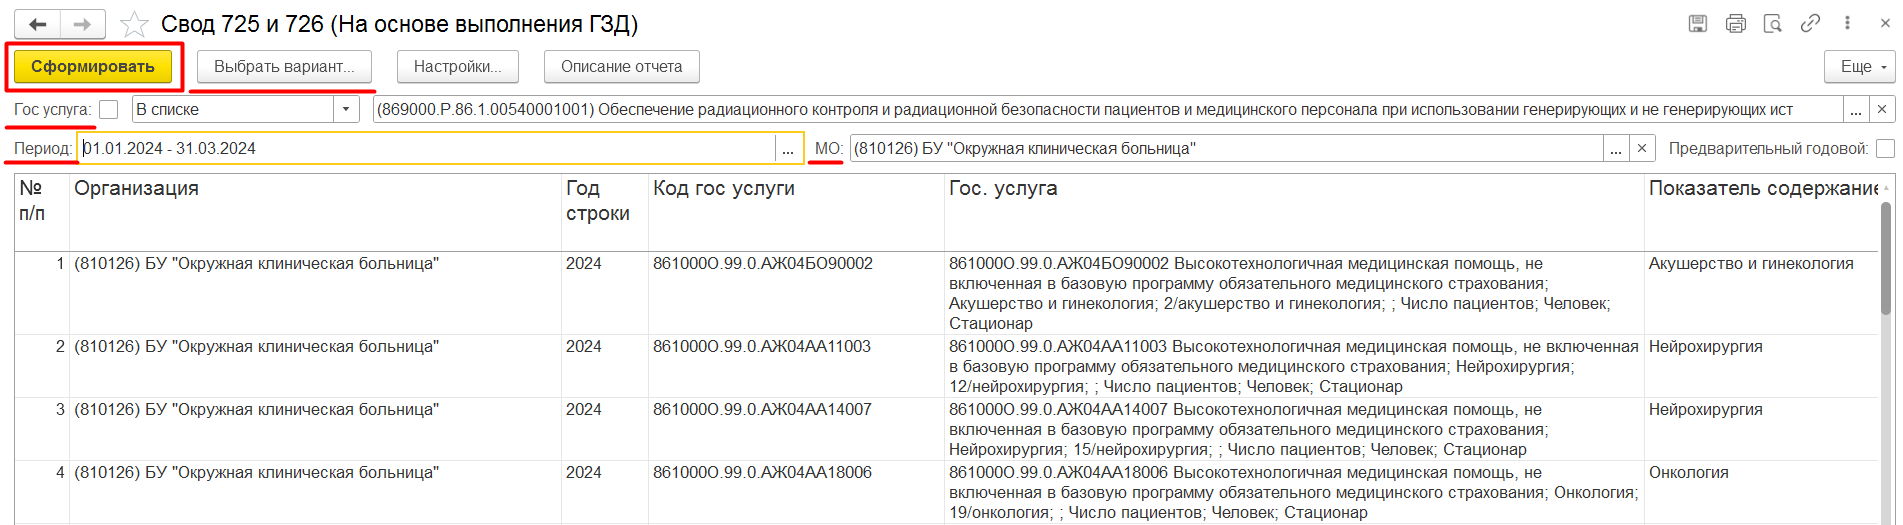 Свод 725 и 726 (На основе выполнения ГЗД)
Сформировать Выбрать вариант... Настройки... Описание отчета Еще
Гос услуга: В списке (869000.Р.86.1.00540001001) Обеспечение радиационного контроля и радиационной безопасности пациентов и медицинского персонала при использовании генерирующих и не генерирующих ист ...
Период: 01.01.2024 - 31.03.2024 ... МО: (810126) БУ "Окружная клиническая больница" ... Предварительный годовой:
№ Организация Год Код гос услуги Гос. услуга Показатель содержание
п/п строки
1 (810126) БУ "Окружная клиническая больница" 2024 861000О.99.0.АЖ04БО90002 861000О.99.0.АЖ04БО90002 Высокотехнологичная медицинская помощь, не Акушерство и гинекология
включенная в базовую программу обязательного медицинского страхования;
Акушерство и гинекология; 2/акушерство и гинекология; ; Число пациентов; Человек;
Стационар
2 (810126) БУ "Окружная клиническая больница" 2024 861000О.99.0.АЖ04АА11003 861000О.99.0.АЖ04АА11003 Высокотехнологичная медицинская помощь, не включенная Нейрохирургия
в базовую программу обязательного медицинского страхования; Нейрохирургия;
12/нейрохирургия; ; Число пациентов; Человек; Стационар
3 (810126) БУ "Окружная клиническая больница" 2024 861000О.99.0.АЖ04АА14007 861000О.99.0.АЖ04АА14007 Высокотехнологичная медицинская помощь, не Нейрохирургия
включенная в базовую программу обязательного медицинского страхования;
Нейрохирургия; 15/нейрохирургия; ; Число пациентов; Человек; Стационар
4 (810126) БУ "Окружная клиническая больница" 2024 861000О.99.0.АЖ04АА18006 861000О.99.0.АЖ04АА18006 Высокотехнологичная медицинская помощь, не Онкология
включенная в базовую программу обязательного медицинского страхования; Онкология;
19/онкология; ; Число пациентов; Человек; Стационар